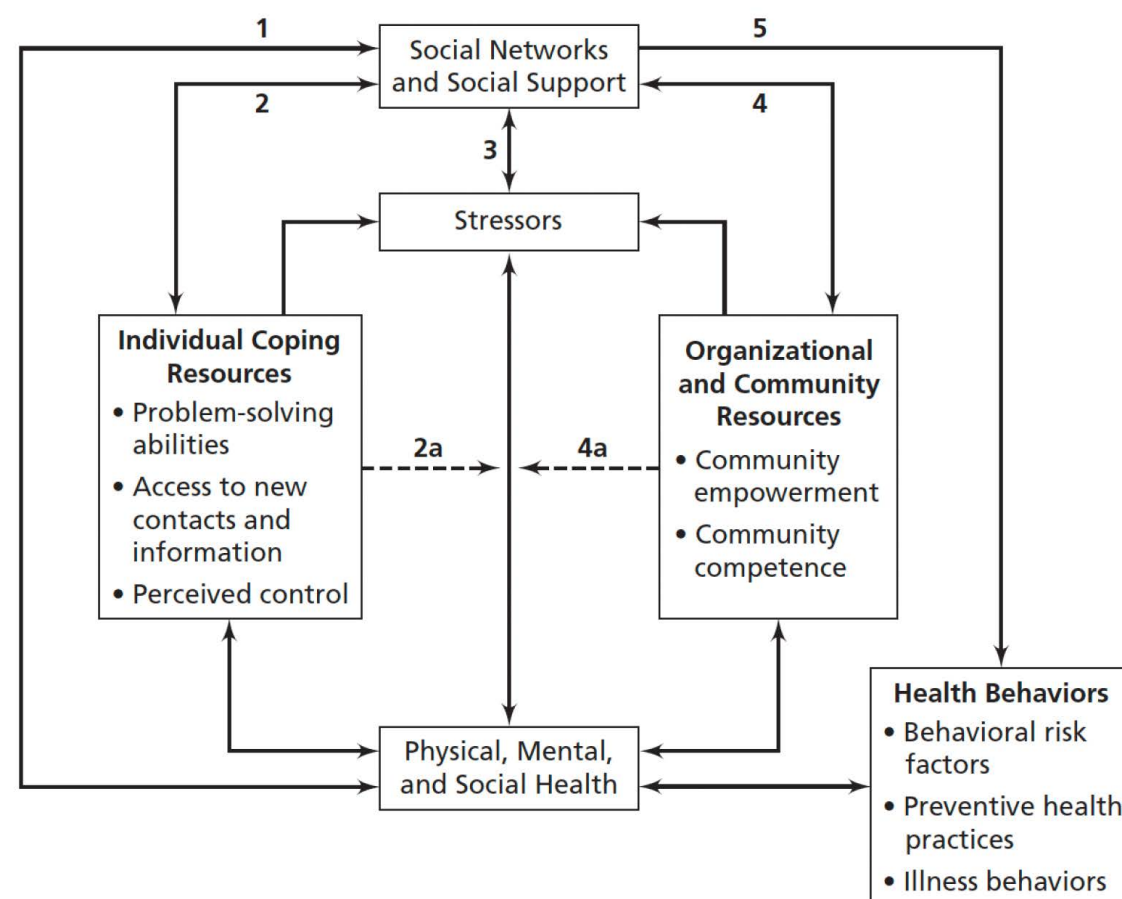 1
5
Social Networks
and Social Support
2
4
3
Stressors
Individual Coping
Resources
• Problem-solving
abilities
• Access to new
contacts and
information
• Perceived control
Organizational
and Community
Resources
• Community
empowerment
• Community
competence
2a
4a
Physical, Mental,
and Social Health
Health Behaviors
• Behavioral risk
factors
• Preventive health
practices
• Illness behaviors